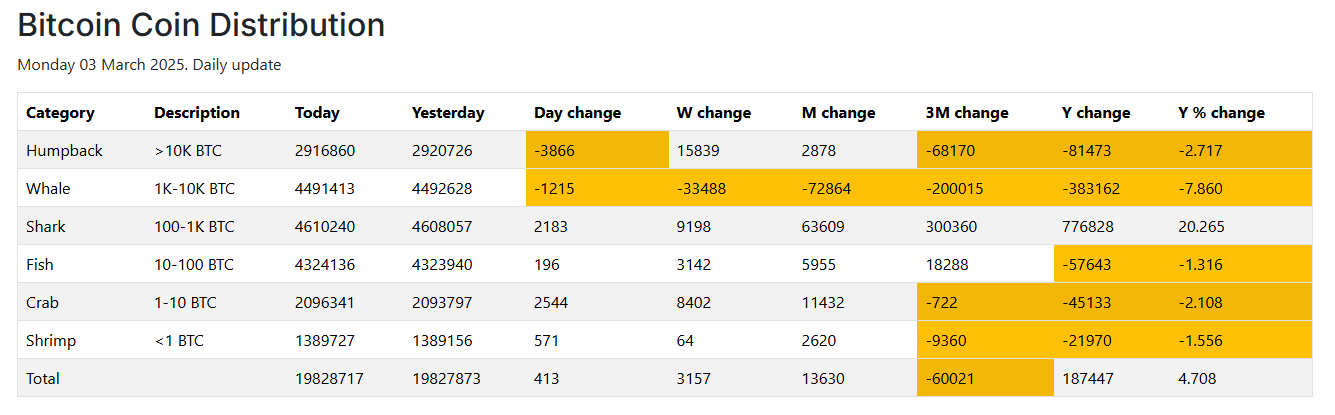 Bitcoin Coin Distribution
Monday 03 March 2025. Daily update
Category Description Today Yesterday Day change W change M change 3M change Y change Y % change
Humpback >10K BTC 2916860 2920726 -3866 15839 2878 -68170 -81473 -2.717
Whale 1K-10K BTC 4491413 4492628 -1215 -33488 -72864 -200015 -383162 -7.860
Shark 100-1K BTC 4610240 4608057 2183 9198 63609 300360 776828 20.265
Fish 10-100 BTC 4324136 4323940 196 3142 5955 18288 -57643 -1.316
Crab 1-10 BTC 2096341 2093797 2544 8402 11432 -722 -45133 -2.108
Shrimp <1 BTC 1389727 1389156 571 64 2620 -9360 -21970 -1.556
Total 19828717 19827873 413 3157 13630 -60021 187447 4.708